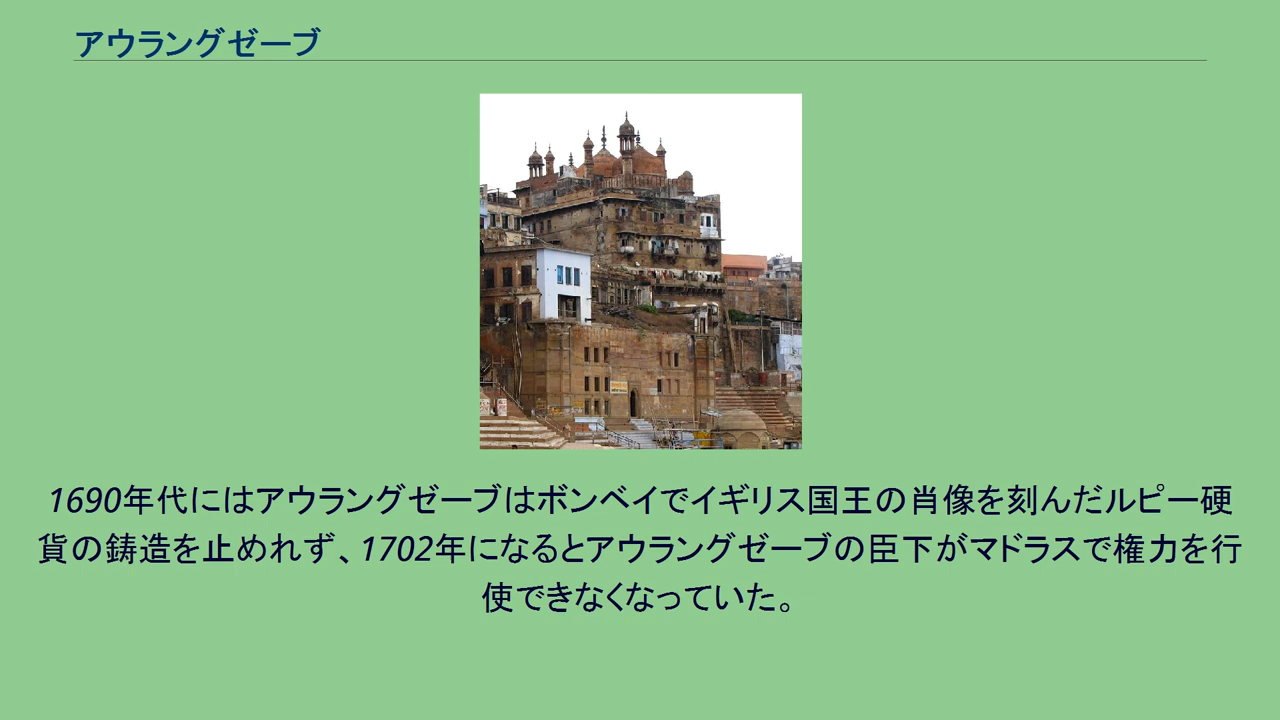 アウラングゼーブ
1690年代にはアウラングゼーブはボンベイでイギリス国王の肖像を刻んだルピー硬
貨の鋳造を止めれず、1702年になるとアウラングゼーブの臣下がマドラスで権力を行
使できなくなっていた。